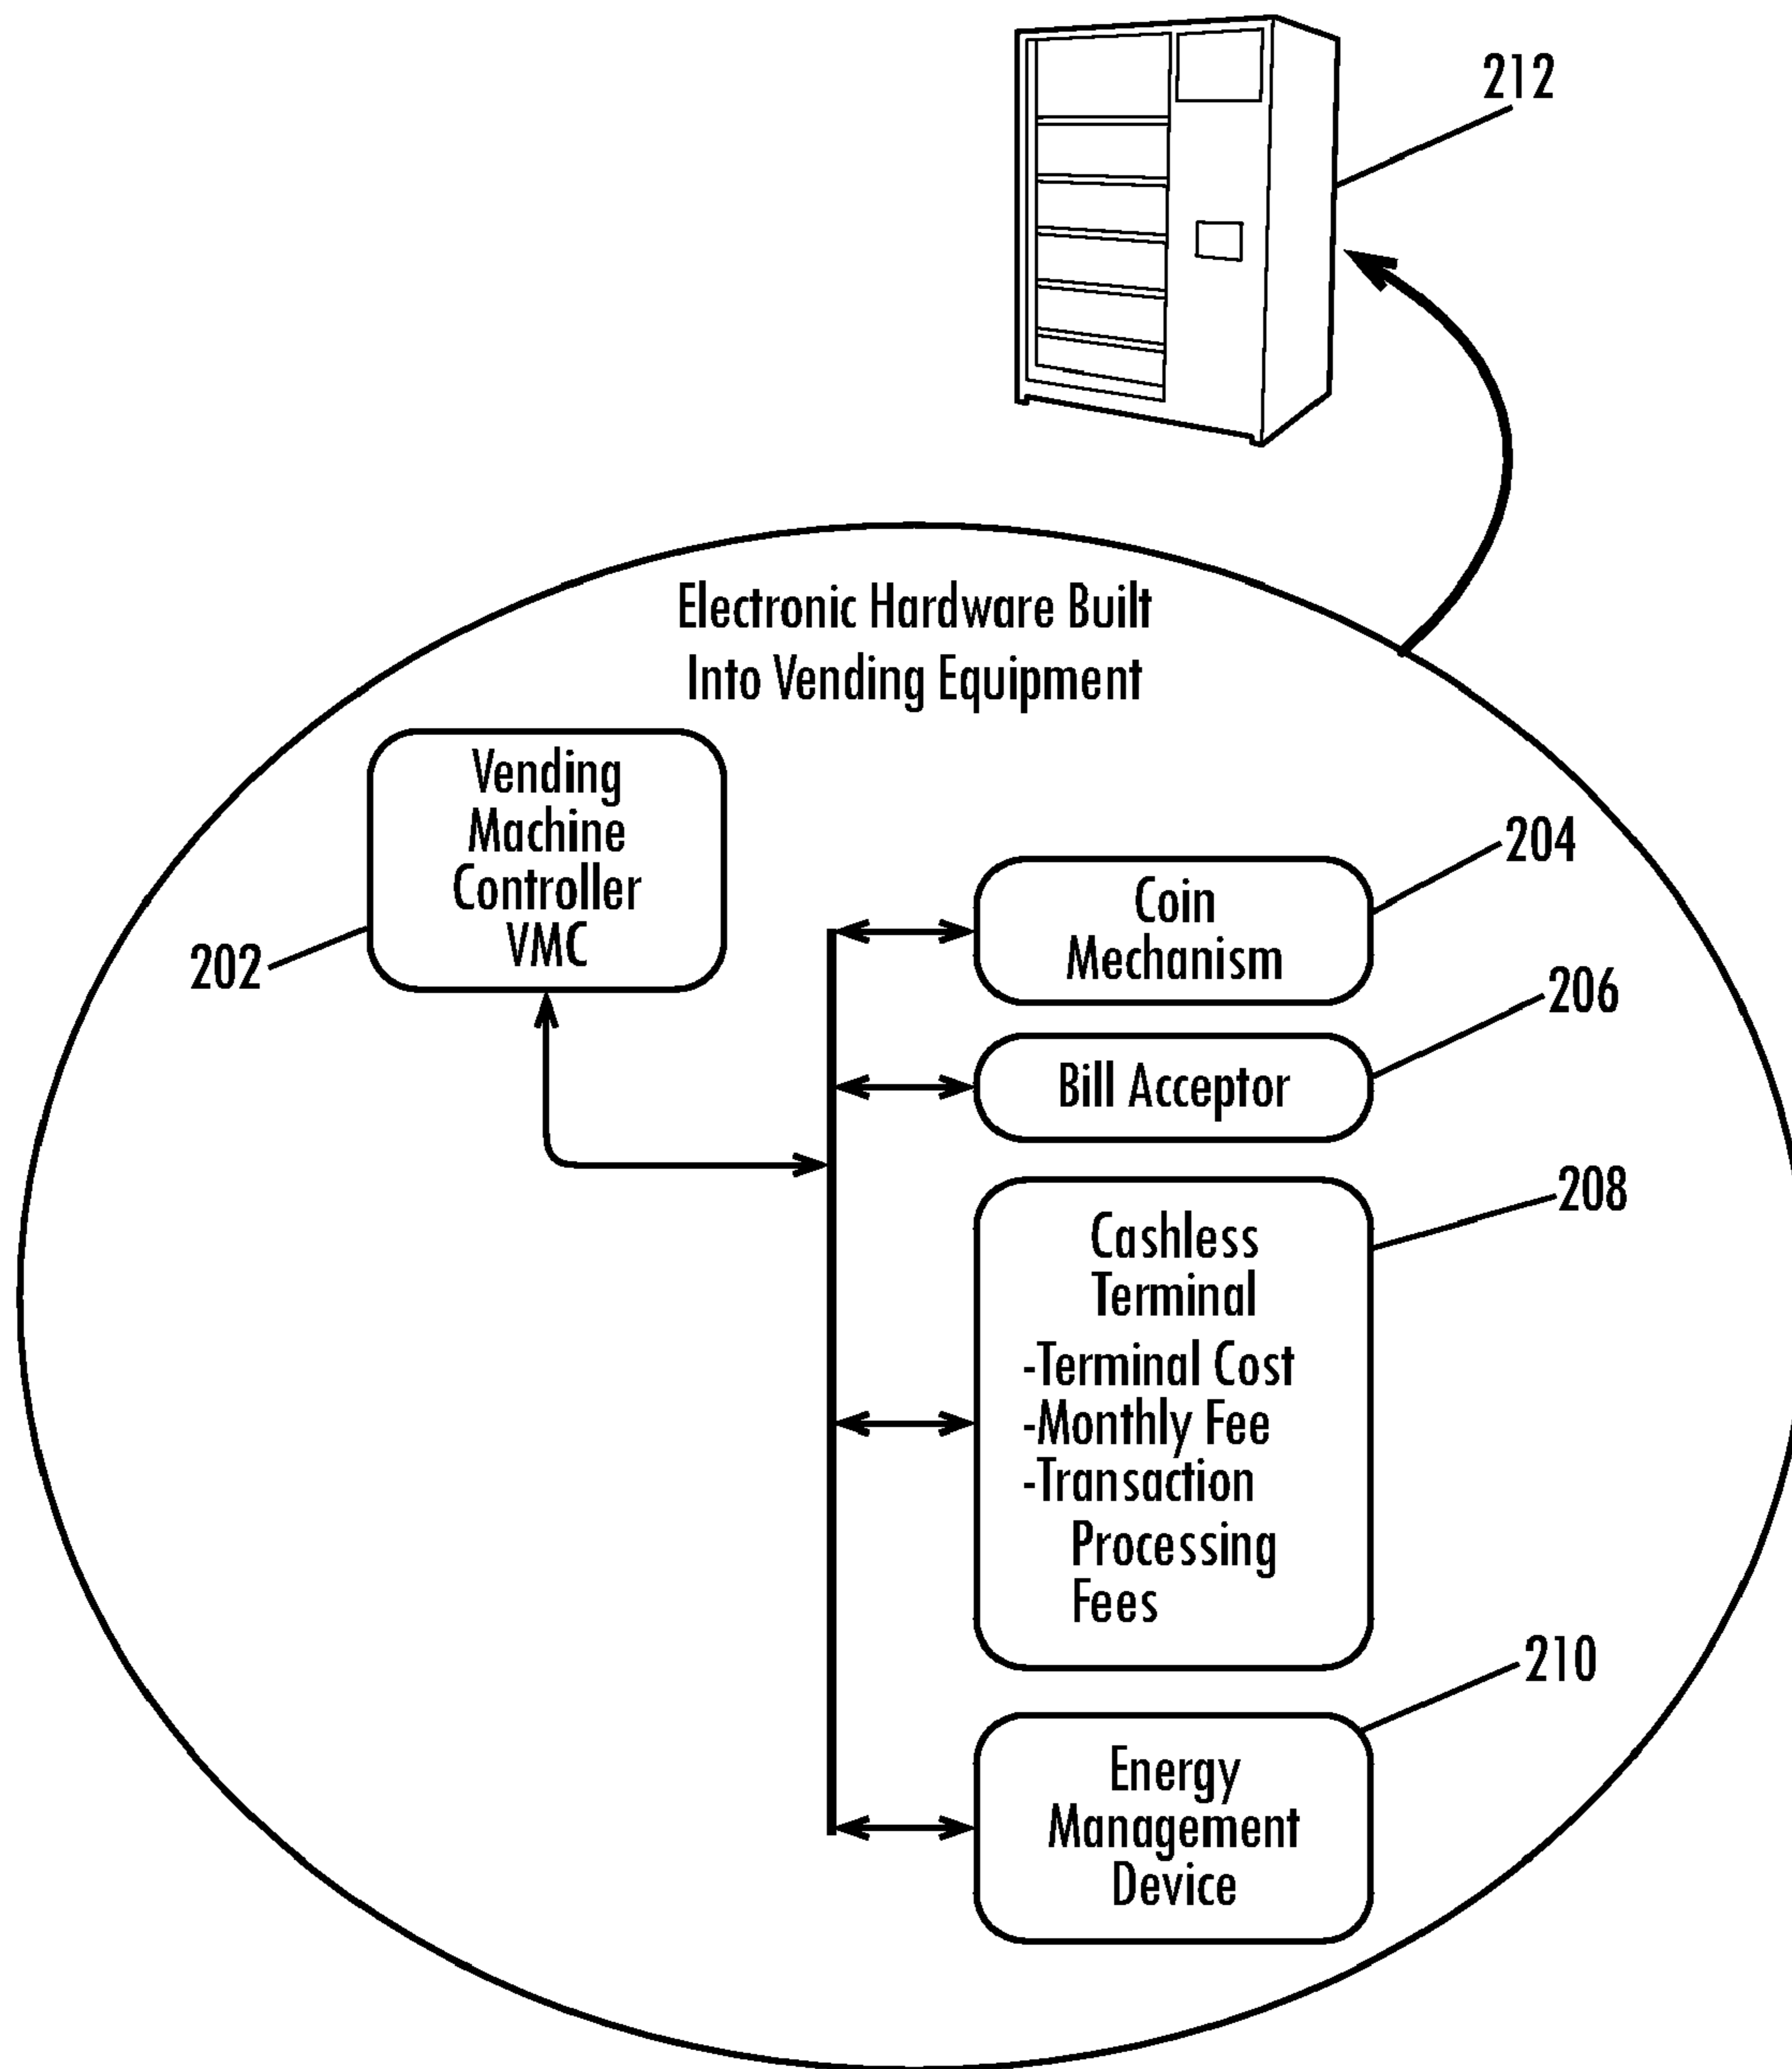 212
Electronic Hardware Built
Into Vending Equipment
Vending
Machine
Controller
VMC
202
204
Coin
Mechanism
206
Bill Acceptor
208
Cashless
Terminal
-Terminal Cost
-Monthly Fee
-Transaction
Processing
Fees
210
Energy
Management
Device